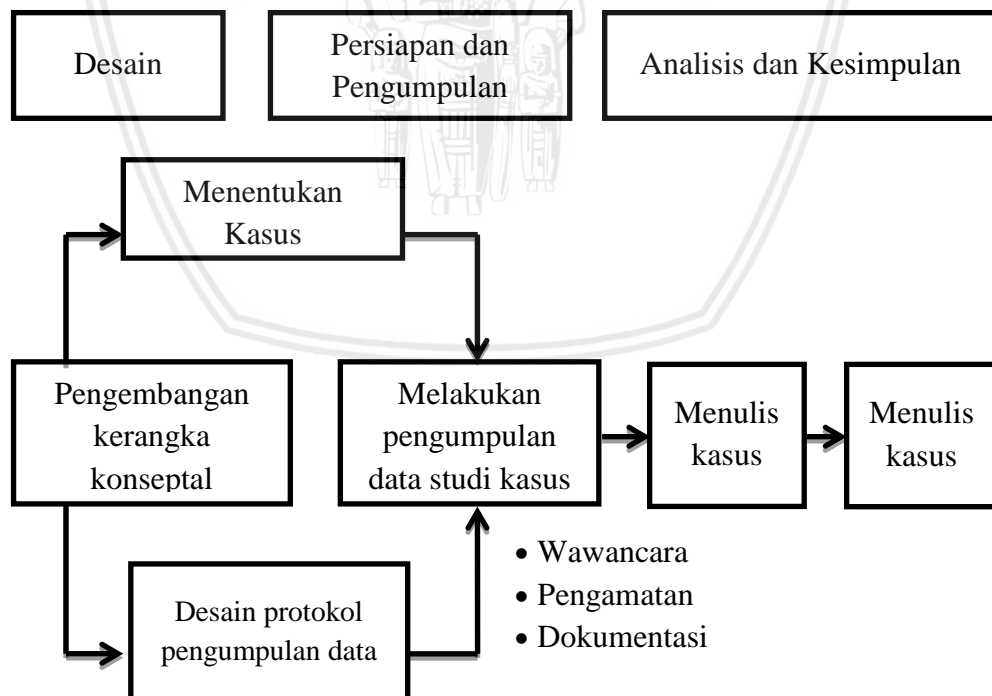 Desain
Persiapan dan
Pengumpulan
Analisis dan Kesimpulan
Menentukan
Kasus
Pengembangan
kerangka
konseptal
Melakukan
pengumpulan
data studi kasus
Menulis
kasus
Menulis
kasus
• Wawancara
• Pengamatan
• Dokumentasi
Desain protokol
pengumpulan data